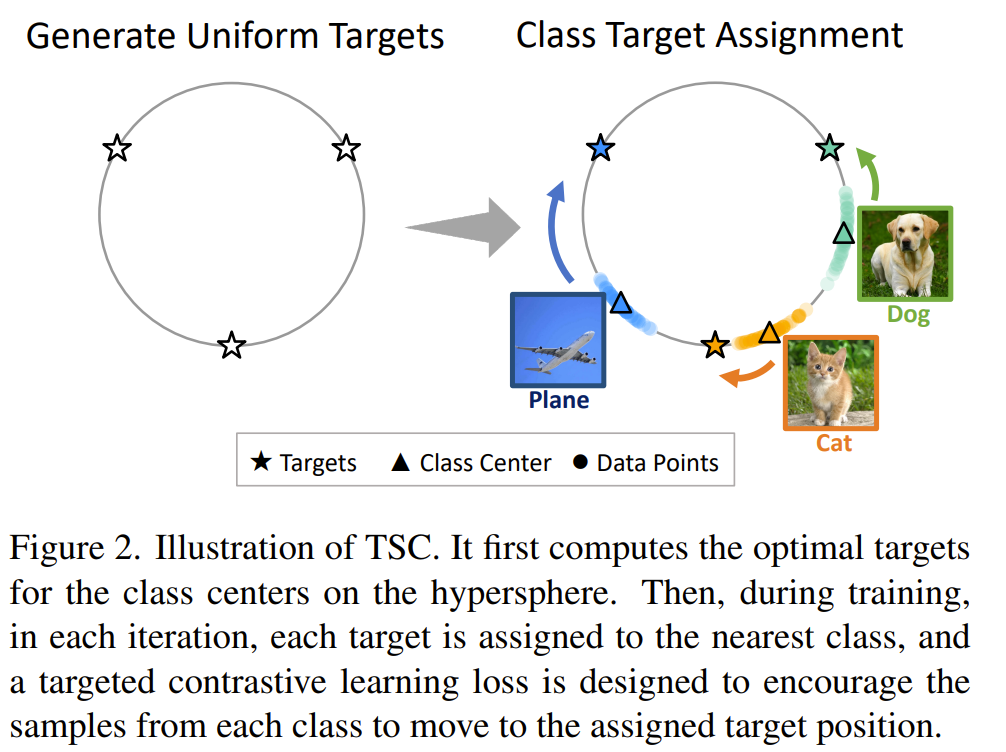 Generate Uniform Targets
Class Target Assignment
Dog
Plane
Cat
Targets
Class Center
Data Points
Figure 2. Illustration of TSC. It first computes the optimal targets
for the class centers on the hypersphere. Then, during training,
in each iteration, each target is assigned to the nearest class, and
a targeted contrastive learning loss is designed to encourage the
samples from each class to move to the assigned target position.